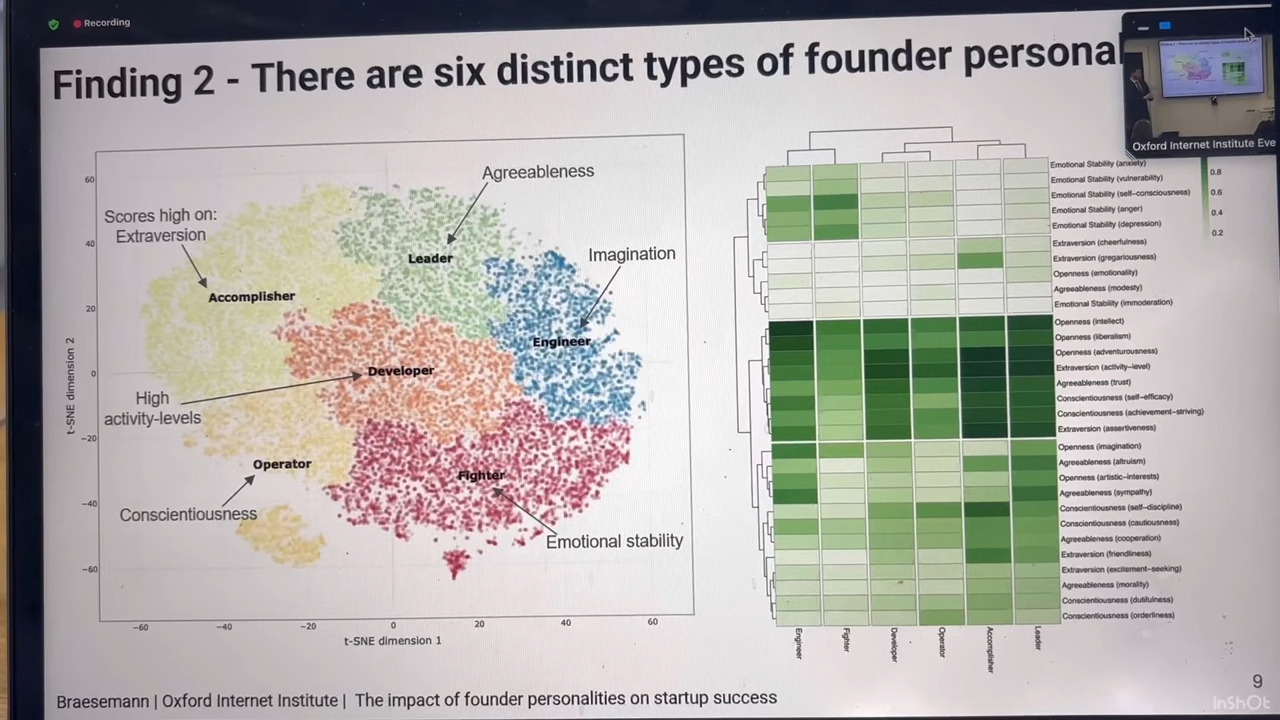 Recording
Finding 2 - There are six distinct types of founder persona
Oxford Internet Institute Eve
Scores high on:
Extraversion
Agreeableness
Imagination
High
activity-levels
Conscientiousness
Emotional stability
Leader
Accomplisher
Engineer
Developer
Operator
Fighter
60
40
20
0
−20
−40
−60
t-SNE dimension 2
−60
−40
−20
0
20
40
60
t-SNE dimension 1
Emotional Stability (anxiety)
Emotional Stability (vulnerability)
Emotional Stability (self−consciousness)
Emotional Stability (anger)
Emotional Stability (depression)
Extraversion (cheerfulness)
Extraversion (gregariousness)
Openness (emotionality)
Agreeableness (modesty)
Emotional Stability (immoderation)
Openness (intellect)
Openness (liberalism)
Openness (adventurousness)
Extraversion (activity−level)
Agreeableness (trust)
Conscientiousness (self−efficacy)
Conscientiousness (achievement−striving)
Extraversion (assertiveness)
Openness (imagination)
Agreeableness (altruism)
Openness (artistic−interests)
Agreeableness (sympathy)
Conscientiousness (self−discipline)
Conscientiousness (cautiousness)
Agreeableness (cooperation)
Extraversion (friendliness)
Extraversion (excitement−seeking)
Agreeableness (morality)
Conscientiousness (dutifulness)
Conscientiousness (orderliness)
Engineer
Fighter
Developer
Operator
Accomplisher
Leader
0.8
0.6
0.4
0.2
Braesemann | Oxford Internet Institute | The impact of founder personalities on startup success
9
InShOt